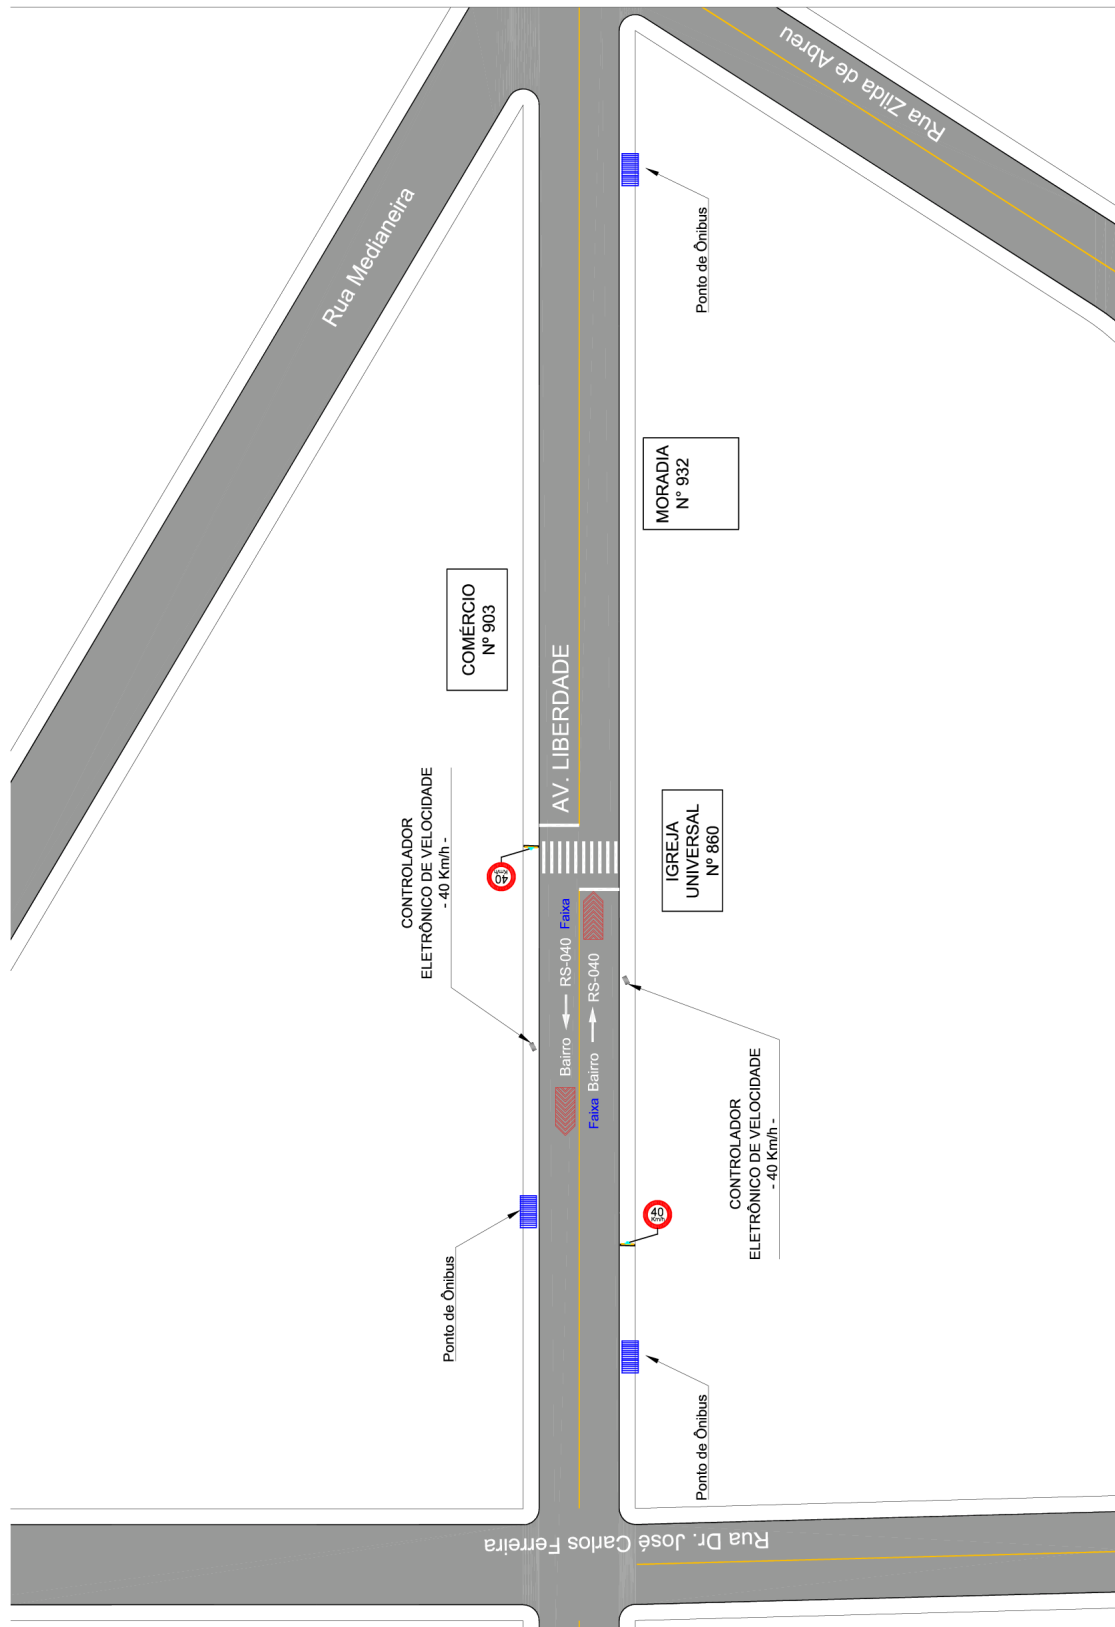 Rua Medianeira
Rua Zilda de Abreu
Ponto de Ônibus
MORADIA
N° 932
COMÉRCIO
Nº 903
AV. LIBERDADE
CONTROLADOR
ELETRÔNICO DE VELOCIDADE
- 40 Km/h -
40
Km/h
IGREJA
UNIVERSAL
Nº 860
Bairro RS-040 Faixa
Faixa Bairro RS-040
CONTROLADOR
ELETRÔNICO DE VELOCIDADE
- 40 Km/h -
40
Km/h
Ponto de Ônibus
Ponto de Ônibus
Rua Dr. José Carlos Ferreira